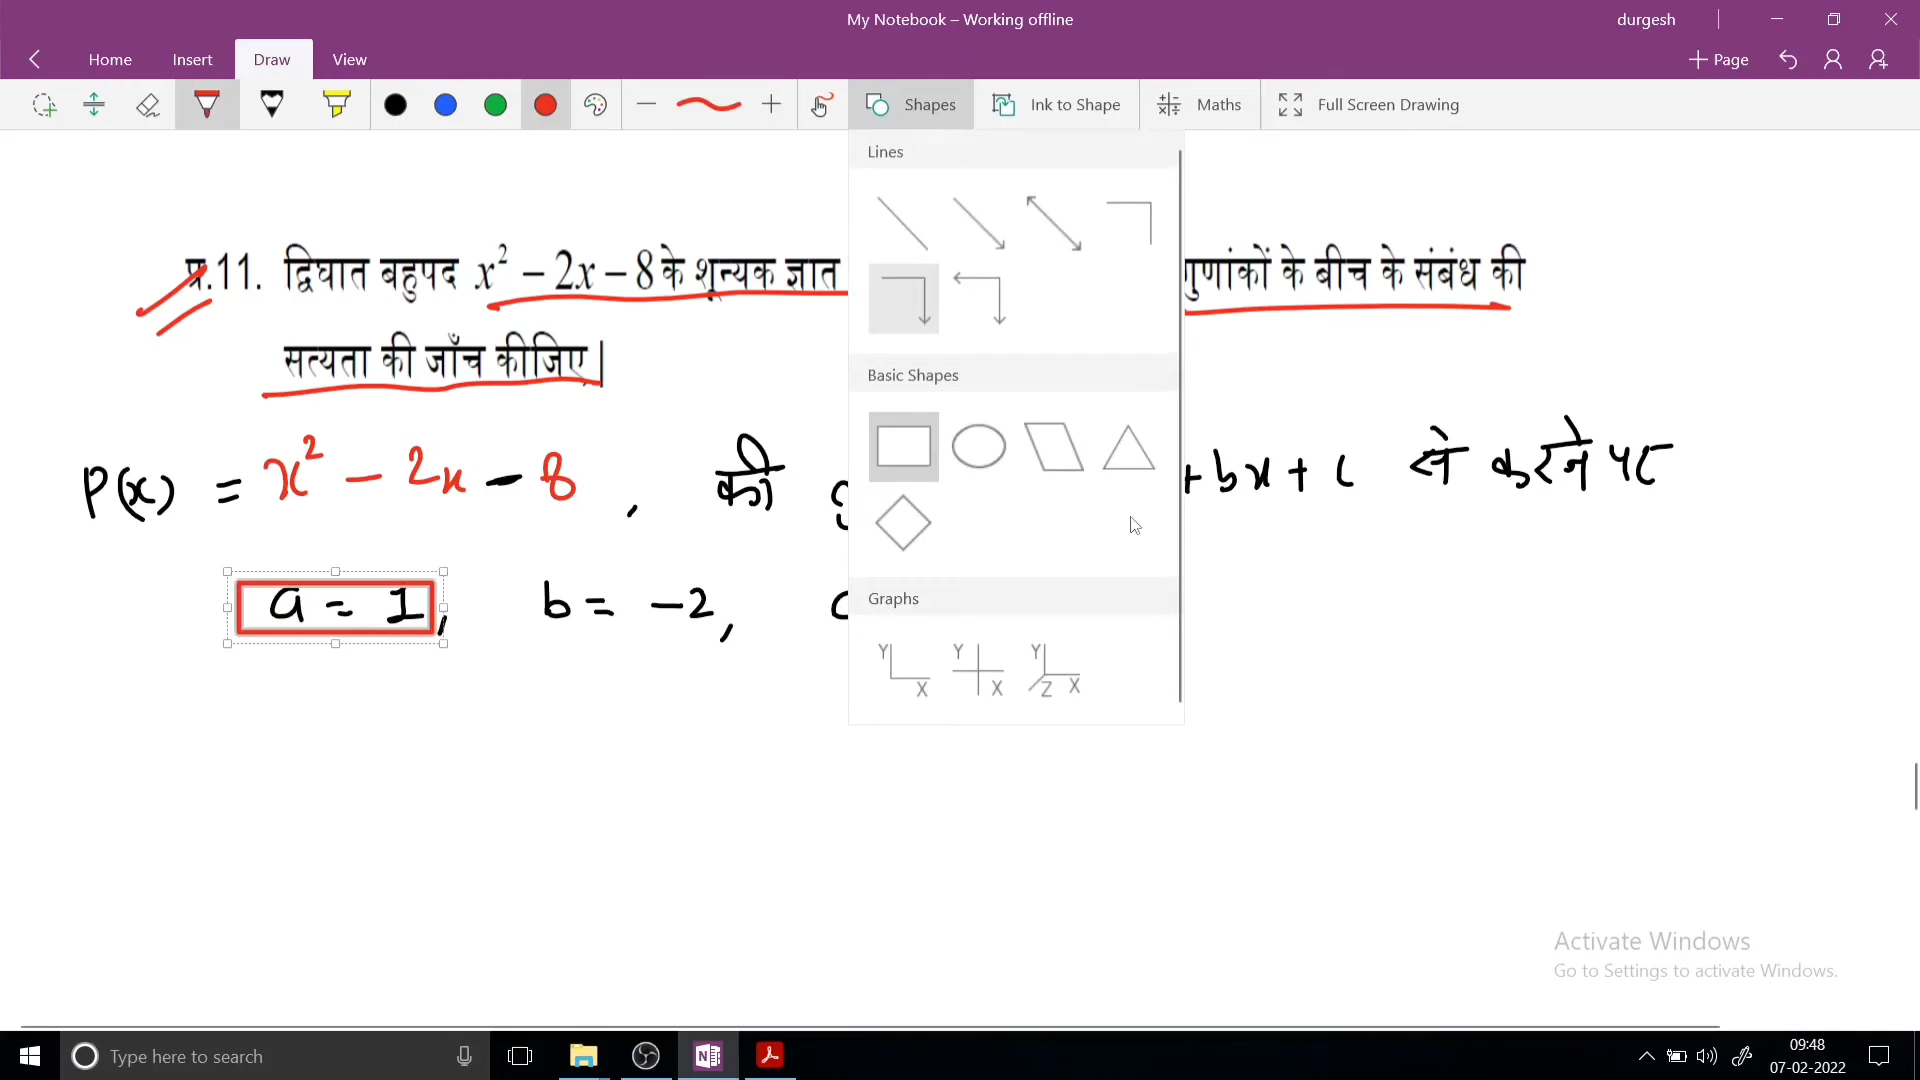 My Notebook – Working offline
durgesh
Home Insert Draw View
Page
Shapes Ink to Shape Maths Full Screen Drawing
Lines
प्र.11. द्विघात बहुपद x² – 2x – 8 के शून्यक ज्ञात गुणांकों के बीच के संबंध की
सत्यता की जाँच कीजिए|
Basic Shapes
P(x) = x² - 2x - 8 , की +bx + c से करने पर
a = 1, b = -2,
Graphs
Y X Y X Y Z X
Activate Windows
Go to Settings to activate Windows.
Type here to search
09:48
07-02-2022